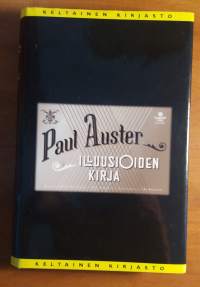 KELTAINEN KIRJASTO
Paul Auster
ILLUUSIOIDEN
KIRJA
KELTAINEN KIRJASTO